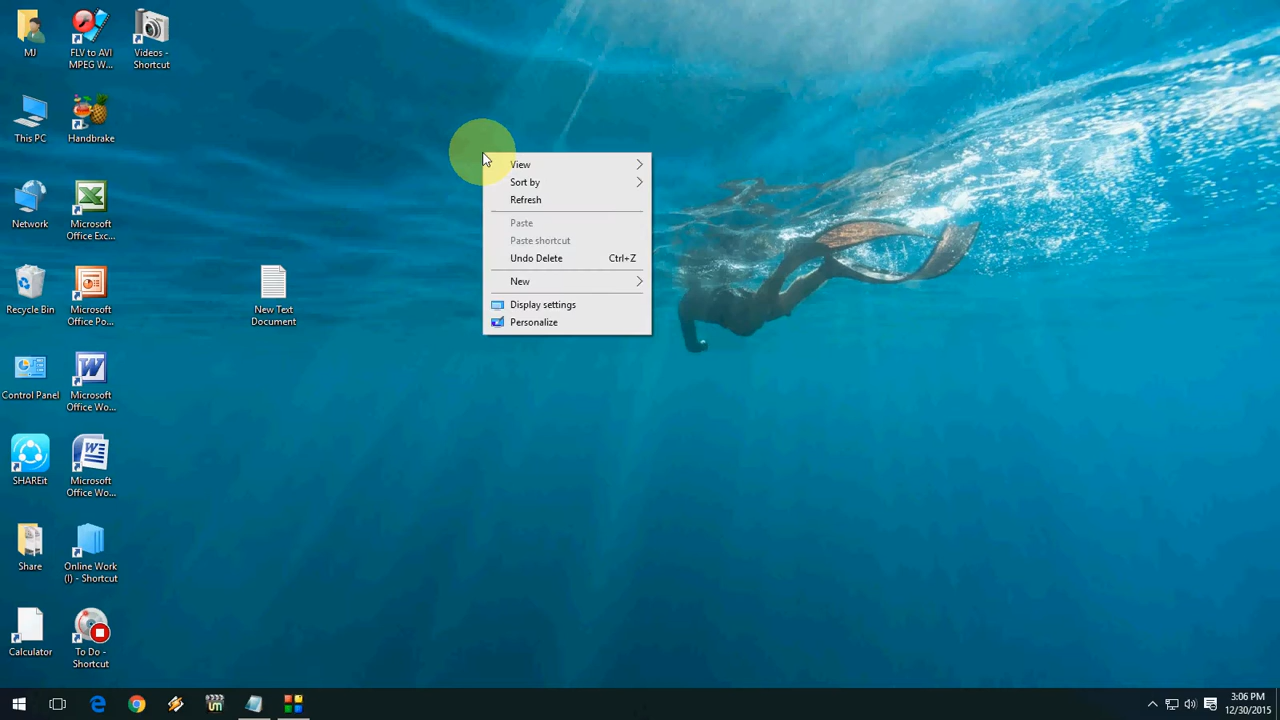 MJ
FLV to AVI
MPEG W...
Videos -
Shortcut
This PC
Handbrake
Network
Microsoft
Office Exc...
Recycle Bin
Microsoft
Office Po...
New Text
Document
Control Panel
Microsoft
Office Wo...
SHAREit
Microsoft
Office Wo...
Share
Online Work
(I) - Shortcut
Calculator
To Do -
Shortcut
View
Sort by
Refresh
Paste
Paste shortcut
Undo Delete Ctrl+Z
New
Display settings
Personalize
3:06 PM
12/30/2015